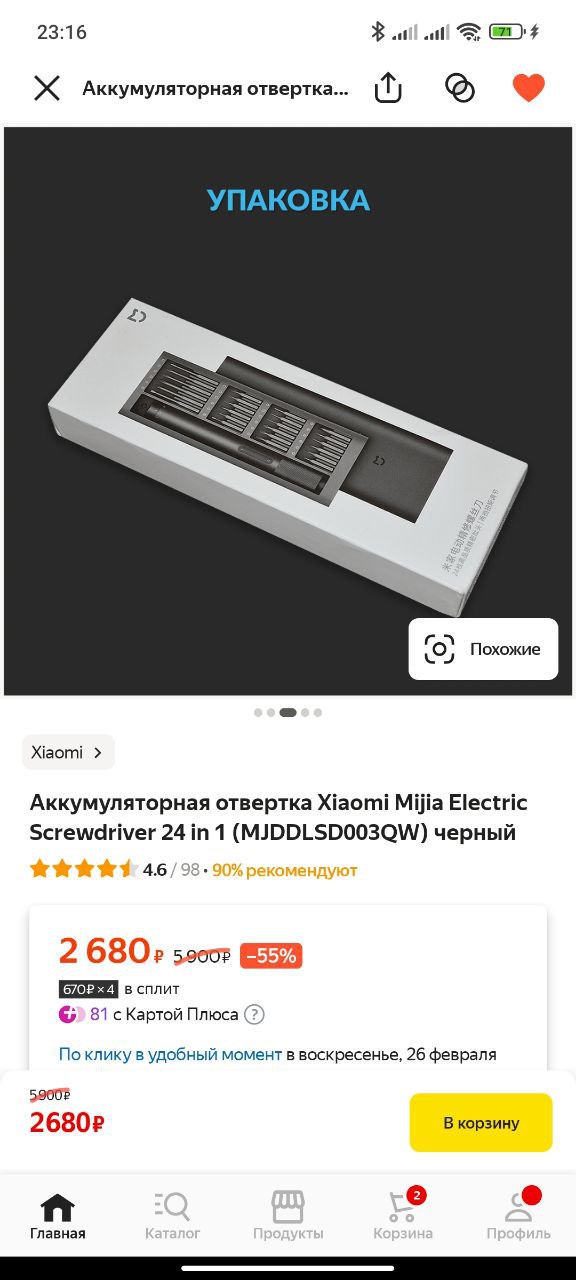 23:16
71
Аккумуляторная отвертка...
УПАКОВКА
米家电动精修螺丝刀
Похожие
Xiaomi
Аккумуляторная отвертка Xiaomi Mijia Electric
Screwdriver 24 in 1 (MJDDLSD003QW) черный
4.6 / 98 • 90% рекомендуют
2 680 ₽ 5 900₽ –55%
670₽×4 в сплит
81 с Картой Плюса ?
По клику в удобный момент в воскресенье, 26 февраля
5 900₽
2680₽
В корзину
2
Главная
Каталог
Продукты
Корзина
Профиль